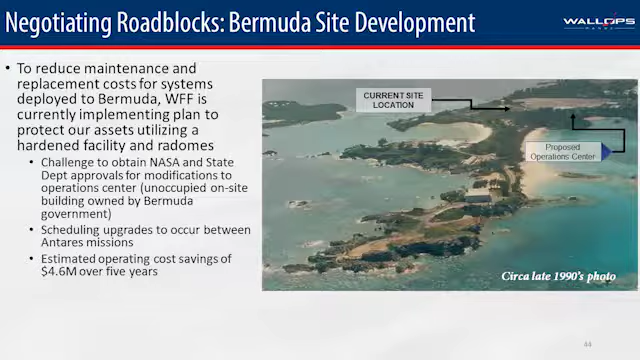 Negotiating Roadblocks: Bermuda Site Development
WALLOPS
RANGE
• To reduce maintenance and
replacement costs for systems
deployed to Bermuda, WFF is
currently implementing plan to
protect our assets utilizing a
hardened facility and radomes
• Challenge to obtain NASA and State
Dept approvals for modifications to
operations center (unoccupied on-site
building owned by Bermuda
government)
• Scheduling upgrades to occur between
Antares missions
• Estimated operating cost savings of
$4.6M over five years
CURRENT SITE
LOCATION
Proposed
Operations Center
Circa late 1990's photo
44